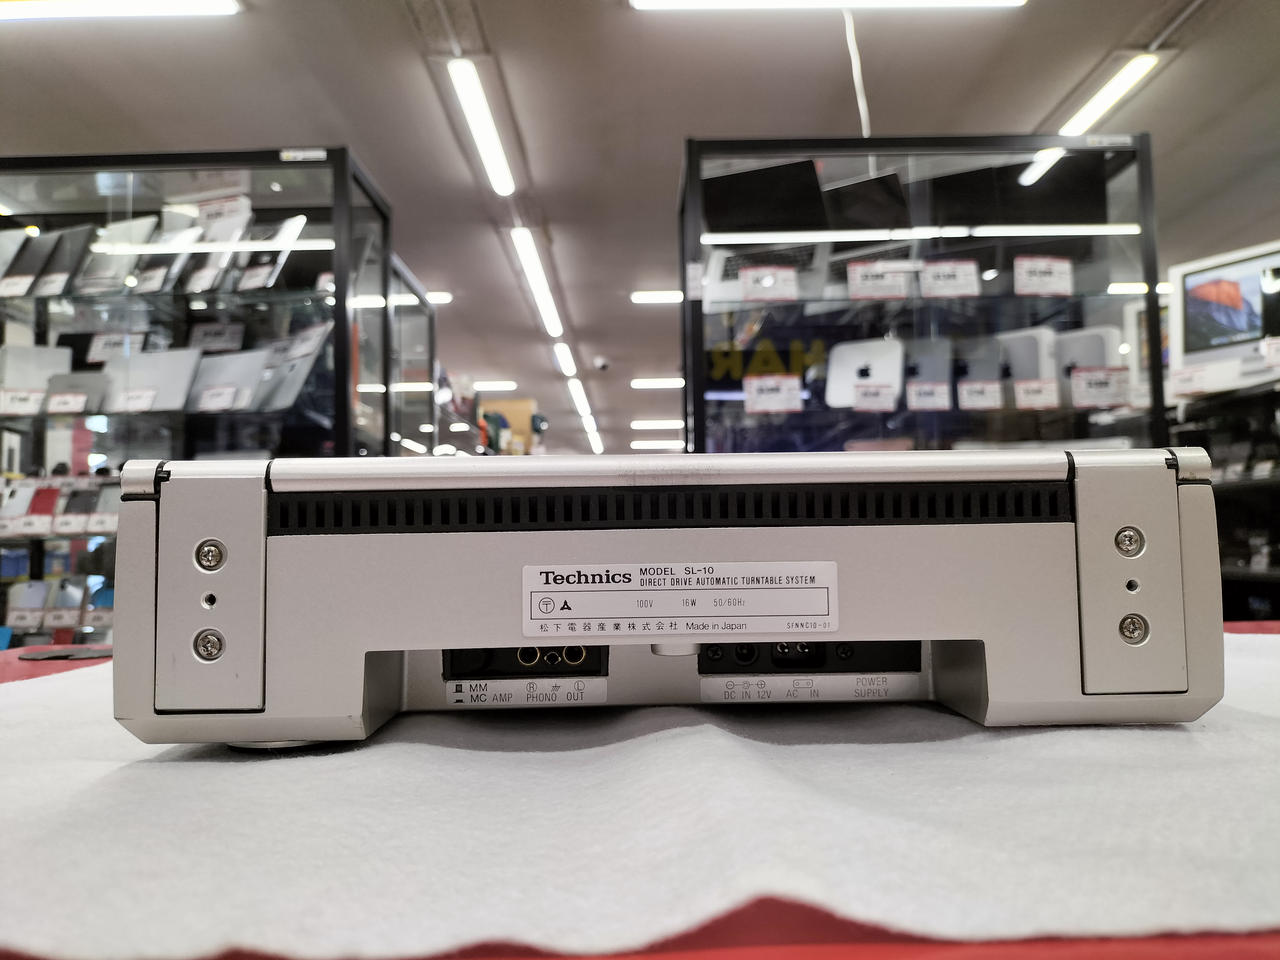 Technics MODEL SL-10
DIRECT DRIVE AUTOMATIC TURNTABLE SYSTEM
100V 16W 50/60Hz
松下電器産業株式会社 Made in Japan SFNNC10-01
MM
MC AMP
R L
PHONO OUT
DC IN 12V
AC IN
POWER
SUPPLY
HAR